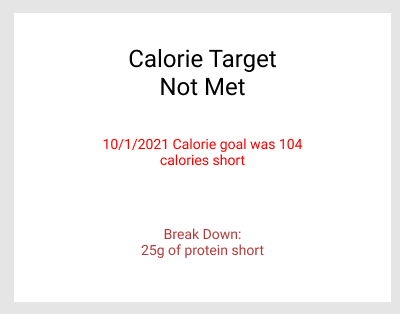 Calorie Target
Not Met
10/1/2021 Calorie goal was 104
calories short
Break Down:
25g of protein short